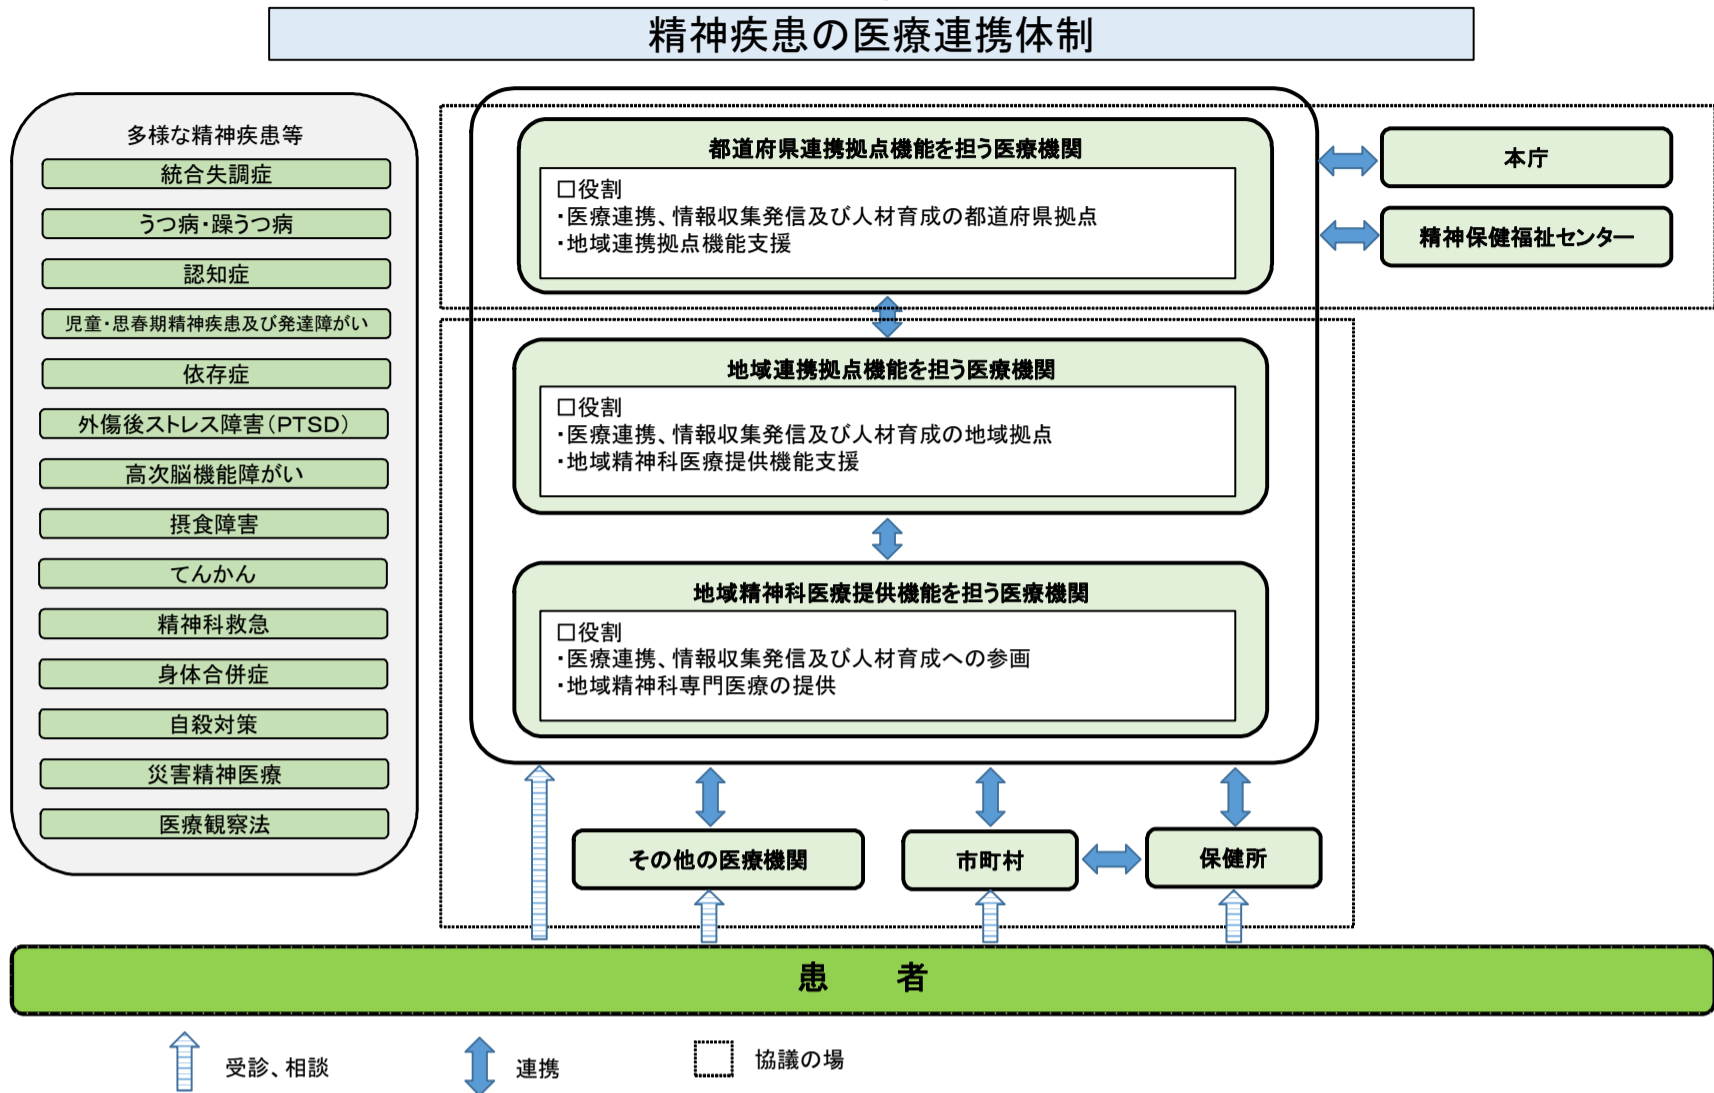 精神疾患の医療連携体制
多様な精神疾患等
統合失調症
うつ病・躁うつ病
認知症
児童・思春期精神疾患及び発達障がい
依存症
外傷後ストレス障害（PTSD）
高次脳機能障がい
摂食障害
てんかん
精神科救急
身体合併症
自殺対策
災害精神医療
医療観察法
都道府県連携拠点機能を担う医療機関
□役割
・医療連携、情報収集発信及び人材育成の都道府県拠点
・地域連携拠点機能支援
本庁
精神保健福祉センター
地域連携拠点機能を担う医療機関
□役割
・医療連携、情報収集発信及び人材育成の地域拠点
・地域精神科医療提供機能支援
地域精神科医療提供機能を担う医療機関
□役割
・医療連携、情報収集発信及び人材育成への参画
・地域精神科専門医療の提供
その他の医療機関
市町村
保健所
患　者
受診、相談
連携
協議の場